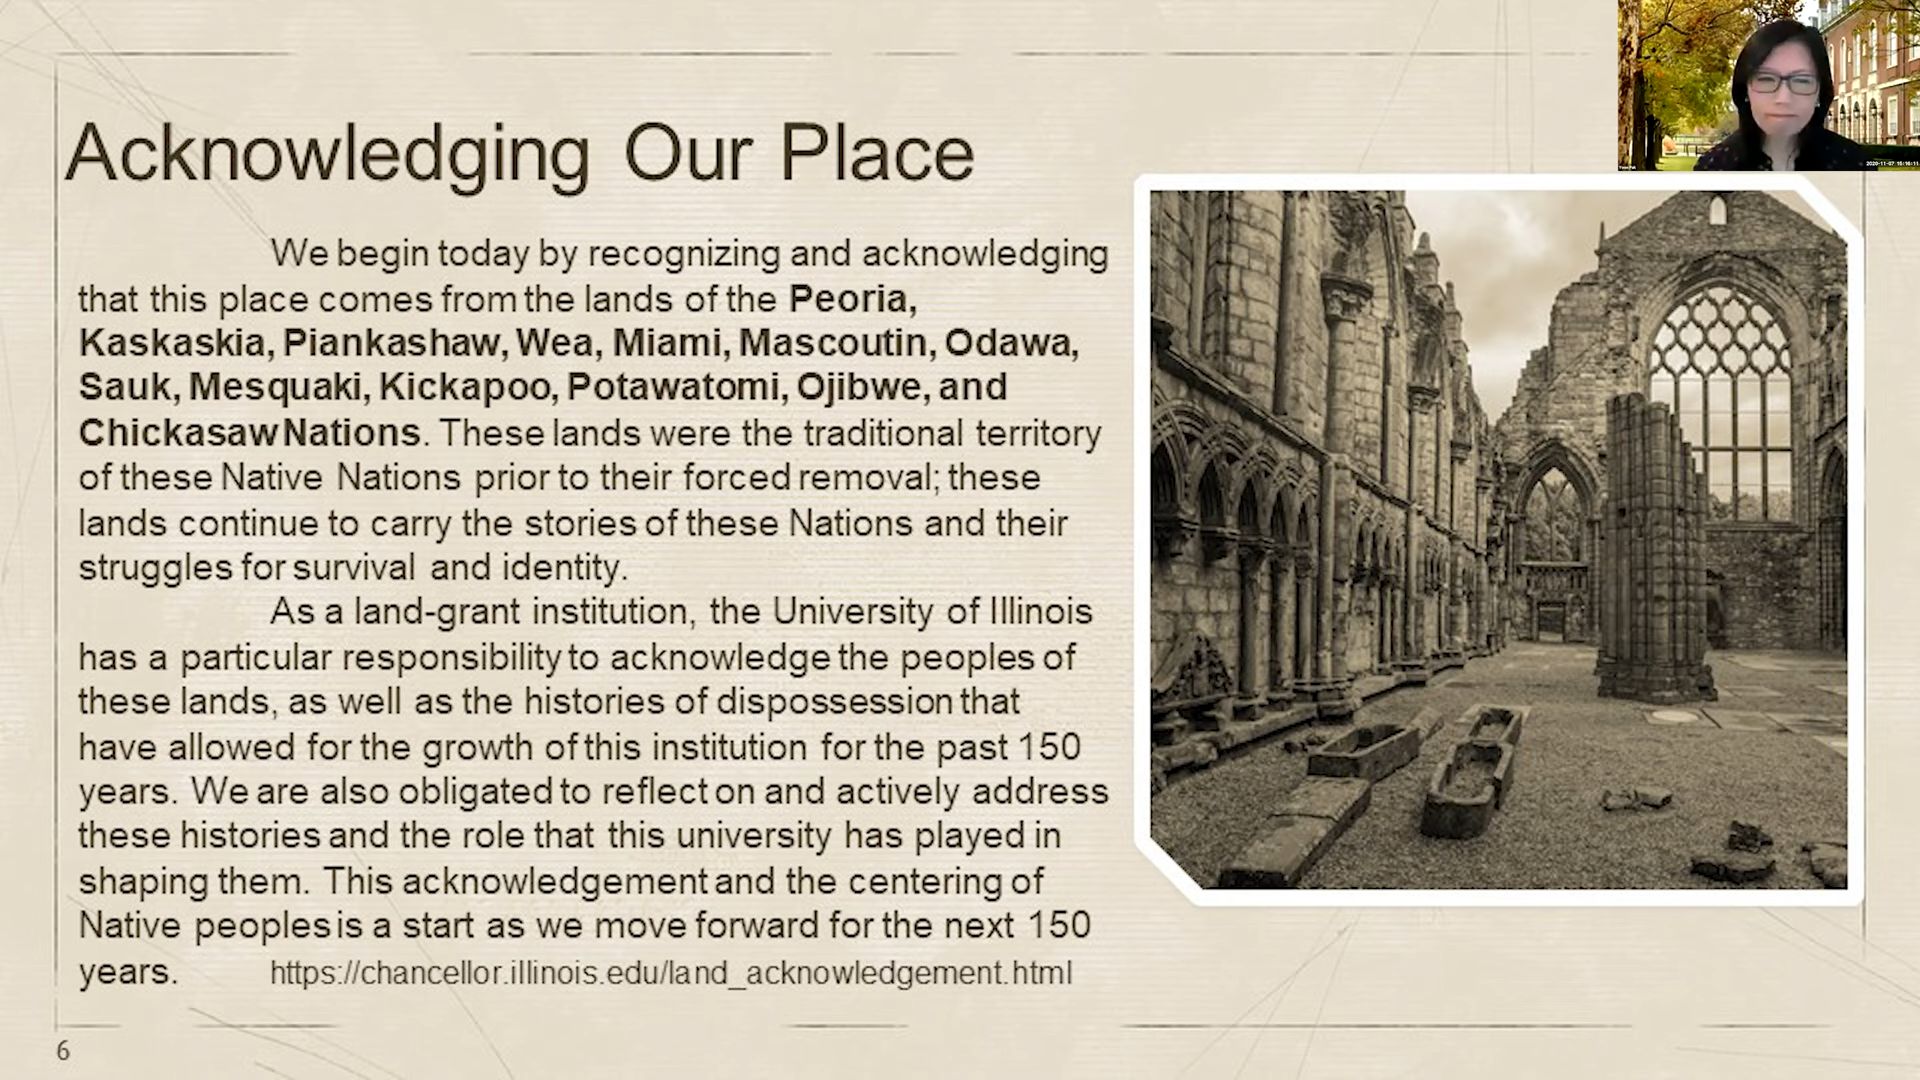 Acknowledging Our Place
We begin today by recognizing and acknowledging
that this place comes from the lands of the Peoria,
Kaskaskia, Piankashaw, Wea, Miami, Mascoutin, Odawa,
Sauk, Mesquaki, Kickapoo, Potawatomi, Ojibwe, and
Chickasaw Nations. These lands were the traditional territory
of these Native Nations prior to their forced removal; these
lands continue to carry the stories of these Nations and their
struggles for survival and identity.
As a land-grant institution, the University of Illinois
has a particular responsibility to acknowledge the peoples of
these lands, as well as the histories of dispossession that
have allowed for the growth of this institution for the past 150
years. We are also obligated to reflect on and actively address
these histories and the role that this university has played in
shaping them. This acknowledgement and the centering of
Native peoples is a start as we move forward for the next 150
years. https://chancellor.illinois.edu/land_acknowledgement.html
6